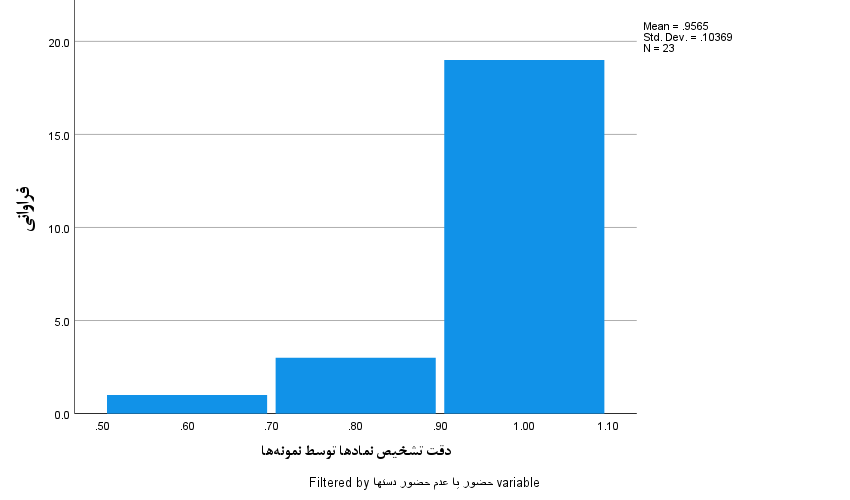 Mean = .9565
Std. Dev. = .10369
N = 23
20.0
15.0
10.0
5.0
0.0
فراوانی
.50 .60 .70 .80 .90 1.00 1.10
دقت تشخیص نمادها توسط نمونه‌ها
Filtered by حضور یا عدم حضور دستها variable